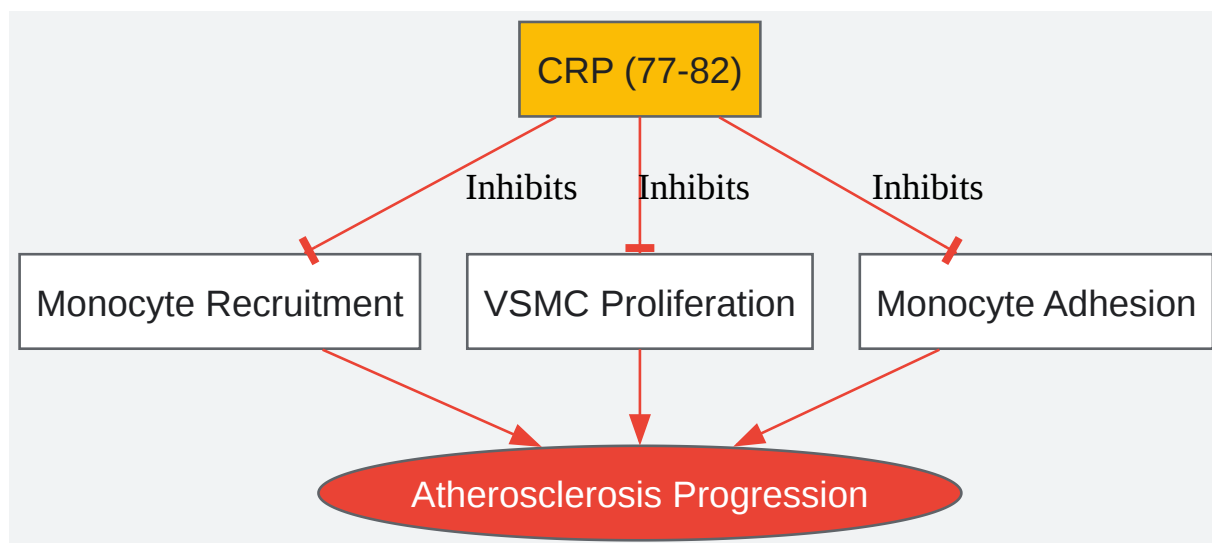 CRP (77-82)
Inhibits
Inhibits
Inhibits
Monocyte Recruitment
VSMC Proliferation
Monocyte Adhesion
Atherosclerosis Progression